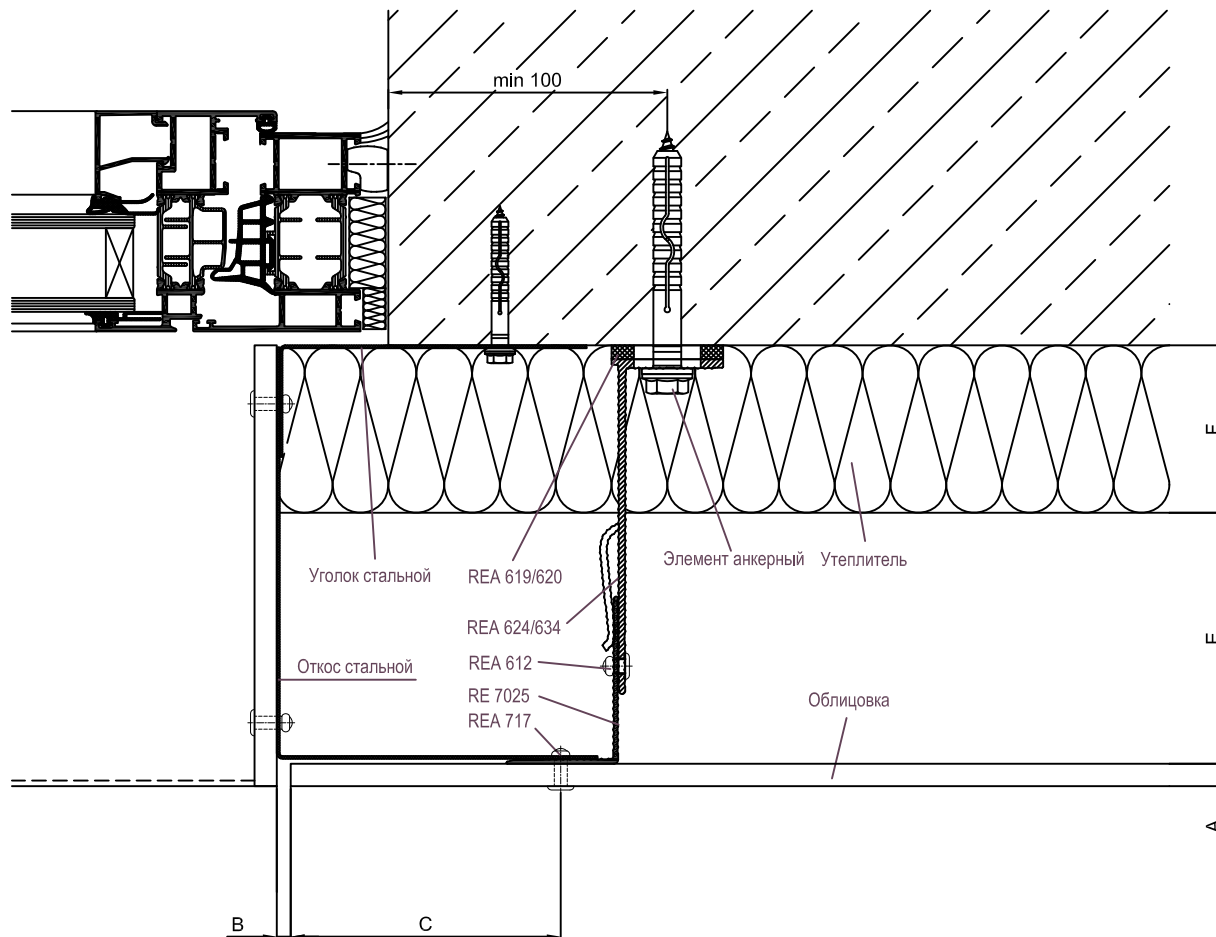 min 100
E
Элемент анкерный
Утеплитель
Уголок стальной
REA 619/620
REA 624/634
E
Откос стальной
REA 612
RE 7025
Облицовка
REA 717
A
B
C